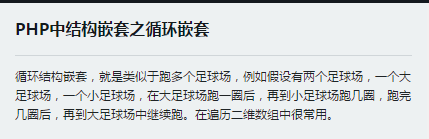 PHP中结构嵌套之循环嵌套
循环结构嵌套，就是类似于跑多个足球场，例如假设有两个足球场，一个大
足球场，一个小足球场，在大足球场跑一圈后，再到小足球场跑几圈，跑完
几圈后，再到大足球场中继续跑。在遍历二维数组中很常用。